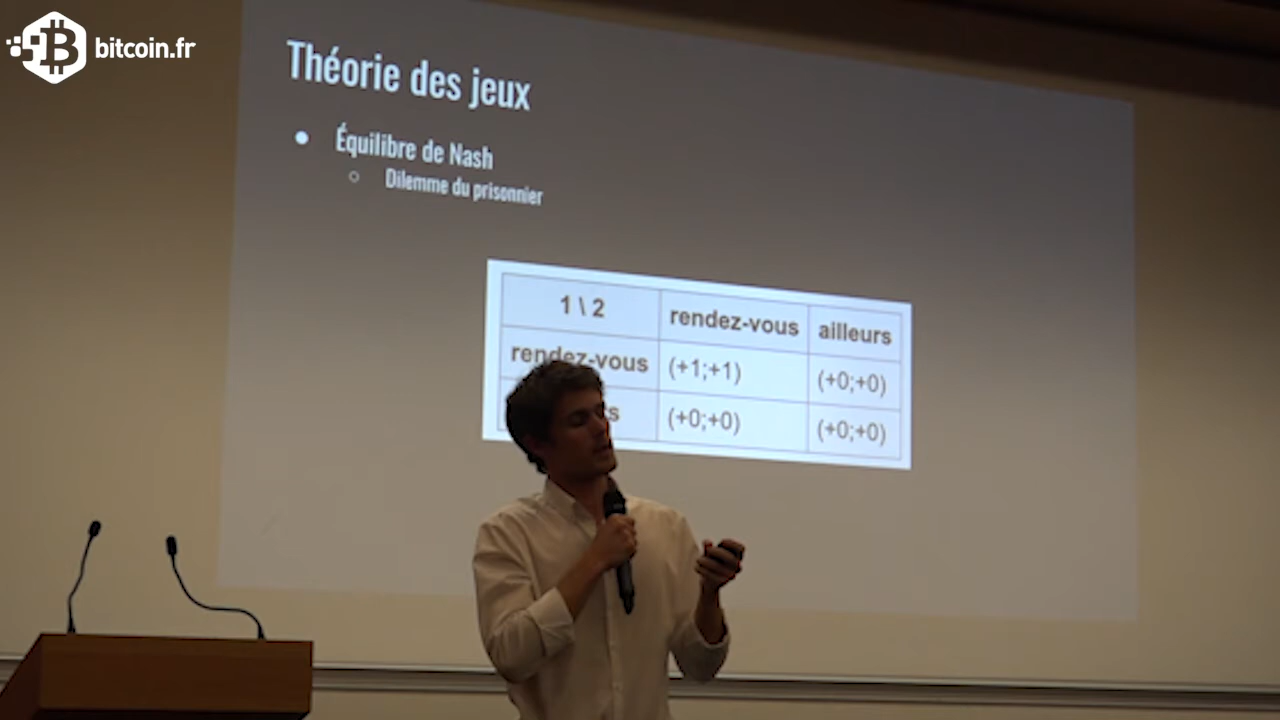 bitcoin.fr
Théorie des jeux
Équilibre de Nash
Dilemme du prisonnier
1 \ 2 rendez-vous ailleurs
rendez-vous (+1;+1) (+0;+0)
(+0;+0) (+0;+0)